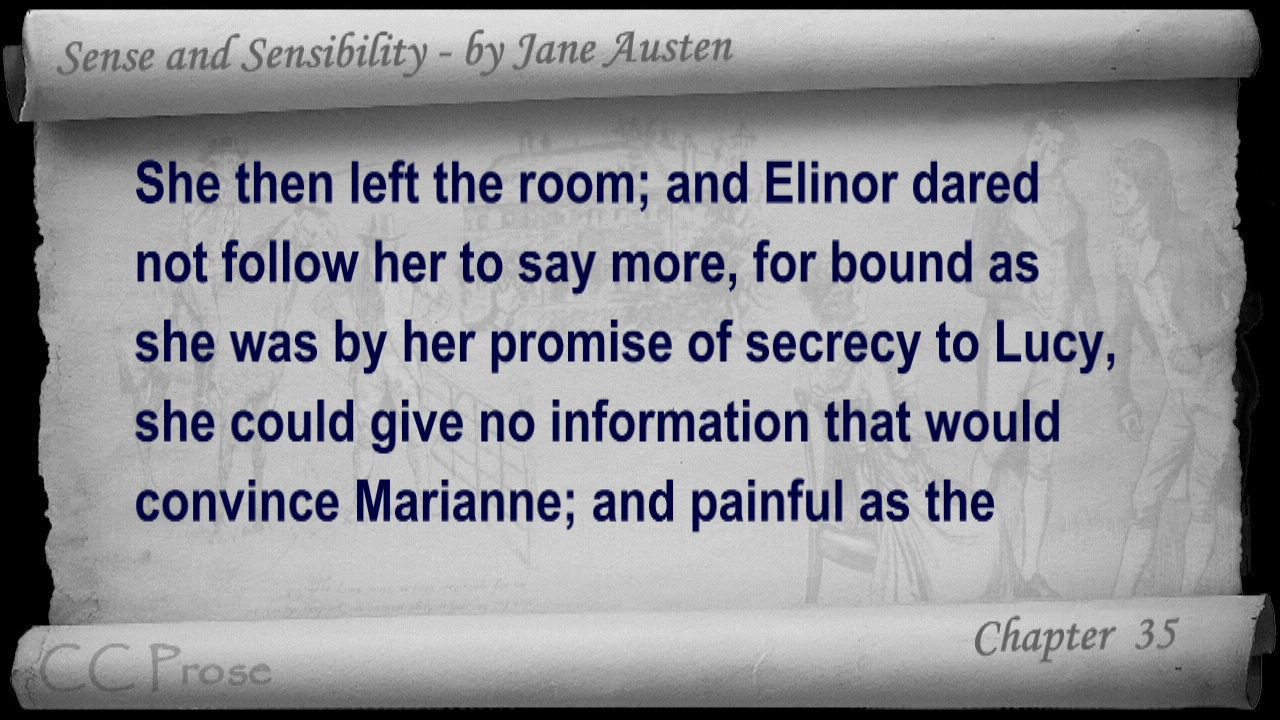 Sense and Sensibility - by Jane Austen
She then left the room; and Elinor dared
not follow her to say more, for bound as
she was by her promise of secrecy to Lucy,
she could give no information that would
convince Marianne; and painful as the
Chapter 35
CC Prose